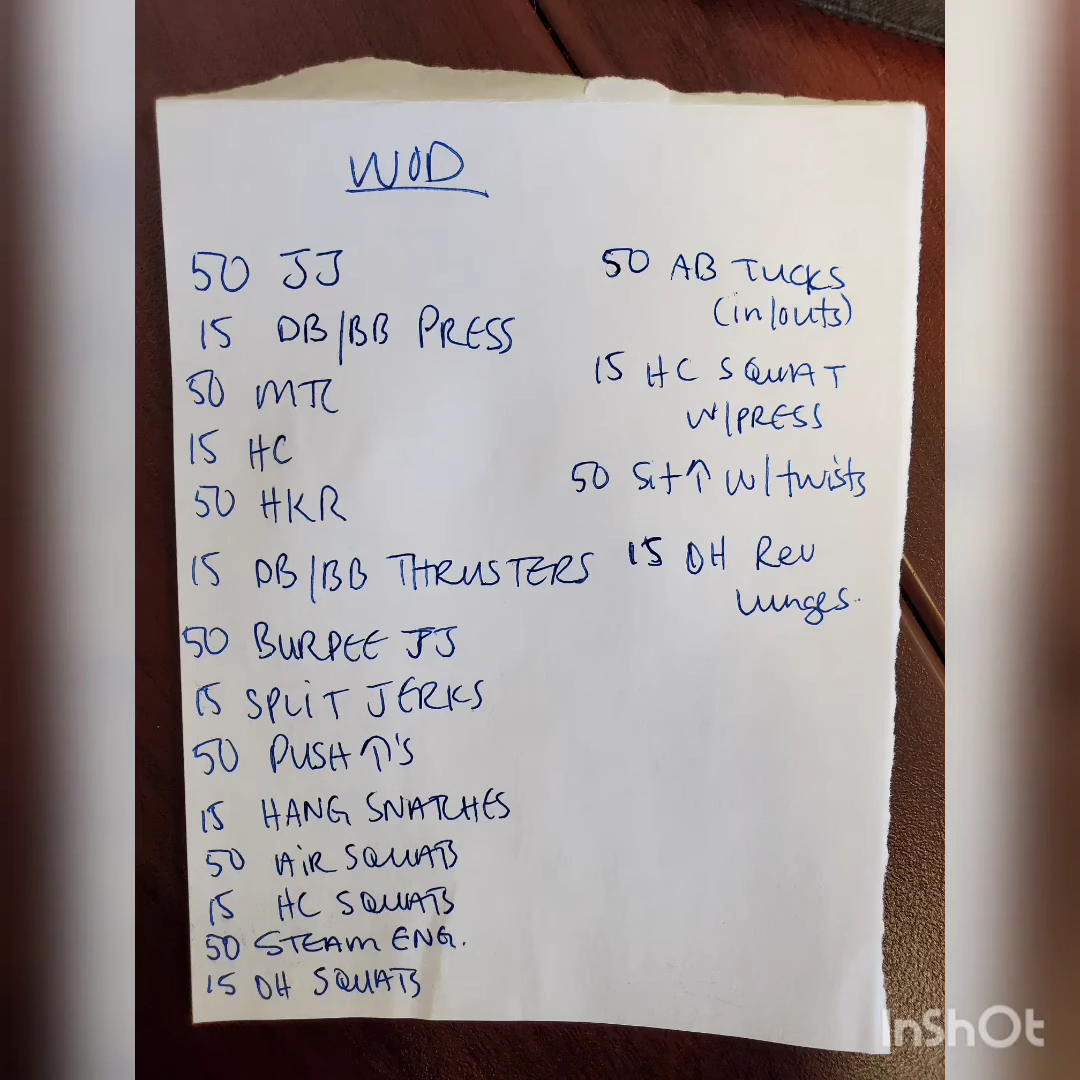 WOD
50 JJ
15 DB/BB PRESS
50 MTC
15 HC
50 HKR
15 DB/BB THRUSTERS
50 BURPEE JJ
15 SPLIT JERKS
50 PUSH↑'S
15 HANG SNATCHES
50 AIR SQUATS
15 HC SQUATS
50 STEAM ENG.
15 OH SQUATS
50 AB TUCKS
(in/outs)
15 HC SQUAT
W/PRESS
50 Sit↑ w/twists
15 OH Rev
lunges..
InShOt